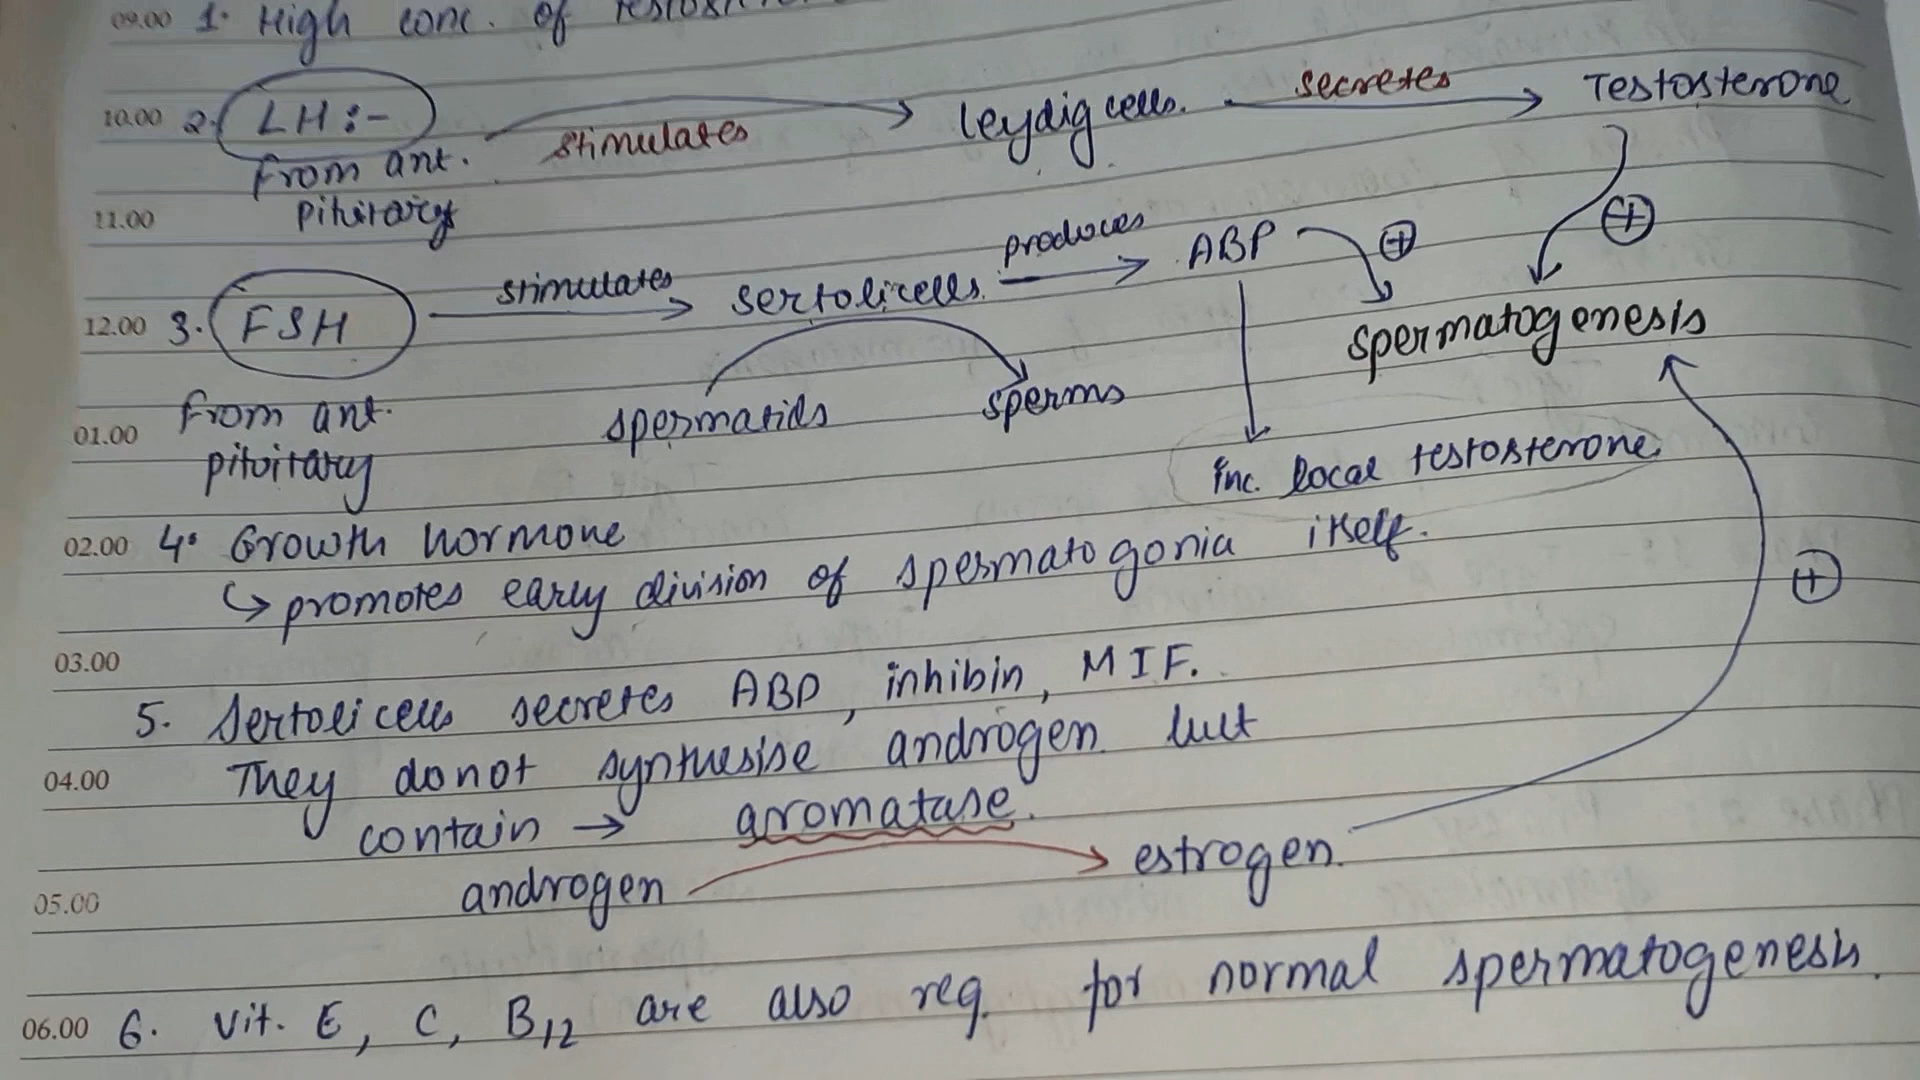 09.00 1. High conc. of
10.00 2. LH :- stimulates leydig cells. secretes Testosterone
from ant.
11.00 pituitary
produces ABP + +
12.00 3. FSH stimulates sertolicells. spermatogenesis
01.00 from ant. spermatids sperms
pituitary inc. local testosterone
02.00 4. Growth hormone
↳ promotes early division of spermatogonia itself.
+
03.00
5. Sertoli cells secretes ABP, inhibin, MIF.
04.00 They donot synthesise androgen but
contain → aromatase.
05.00 androgen estrogen.
06.00 6. Vit. E, C, B12 are also req. for normal spermatogenesis.